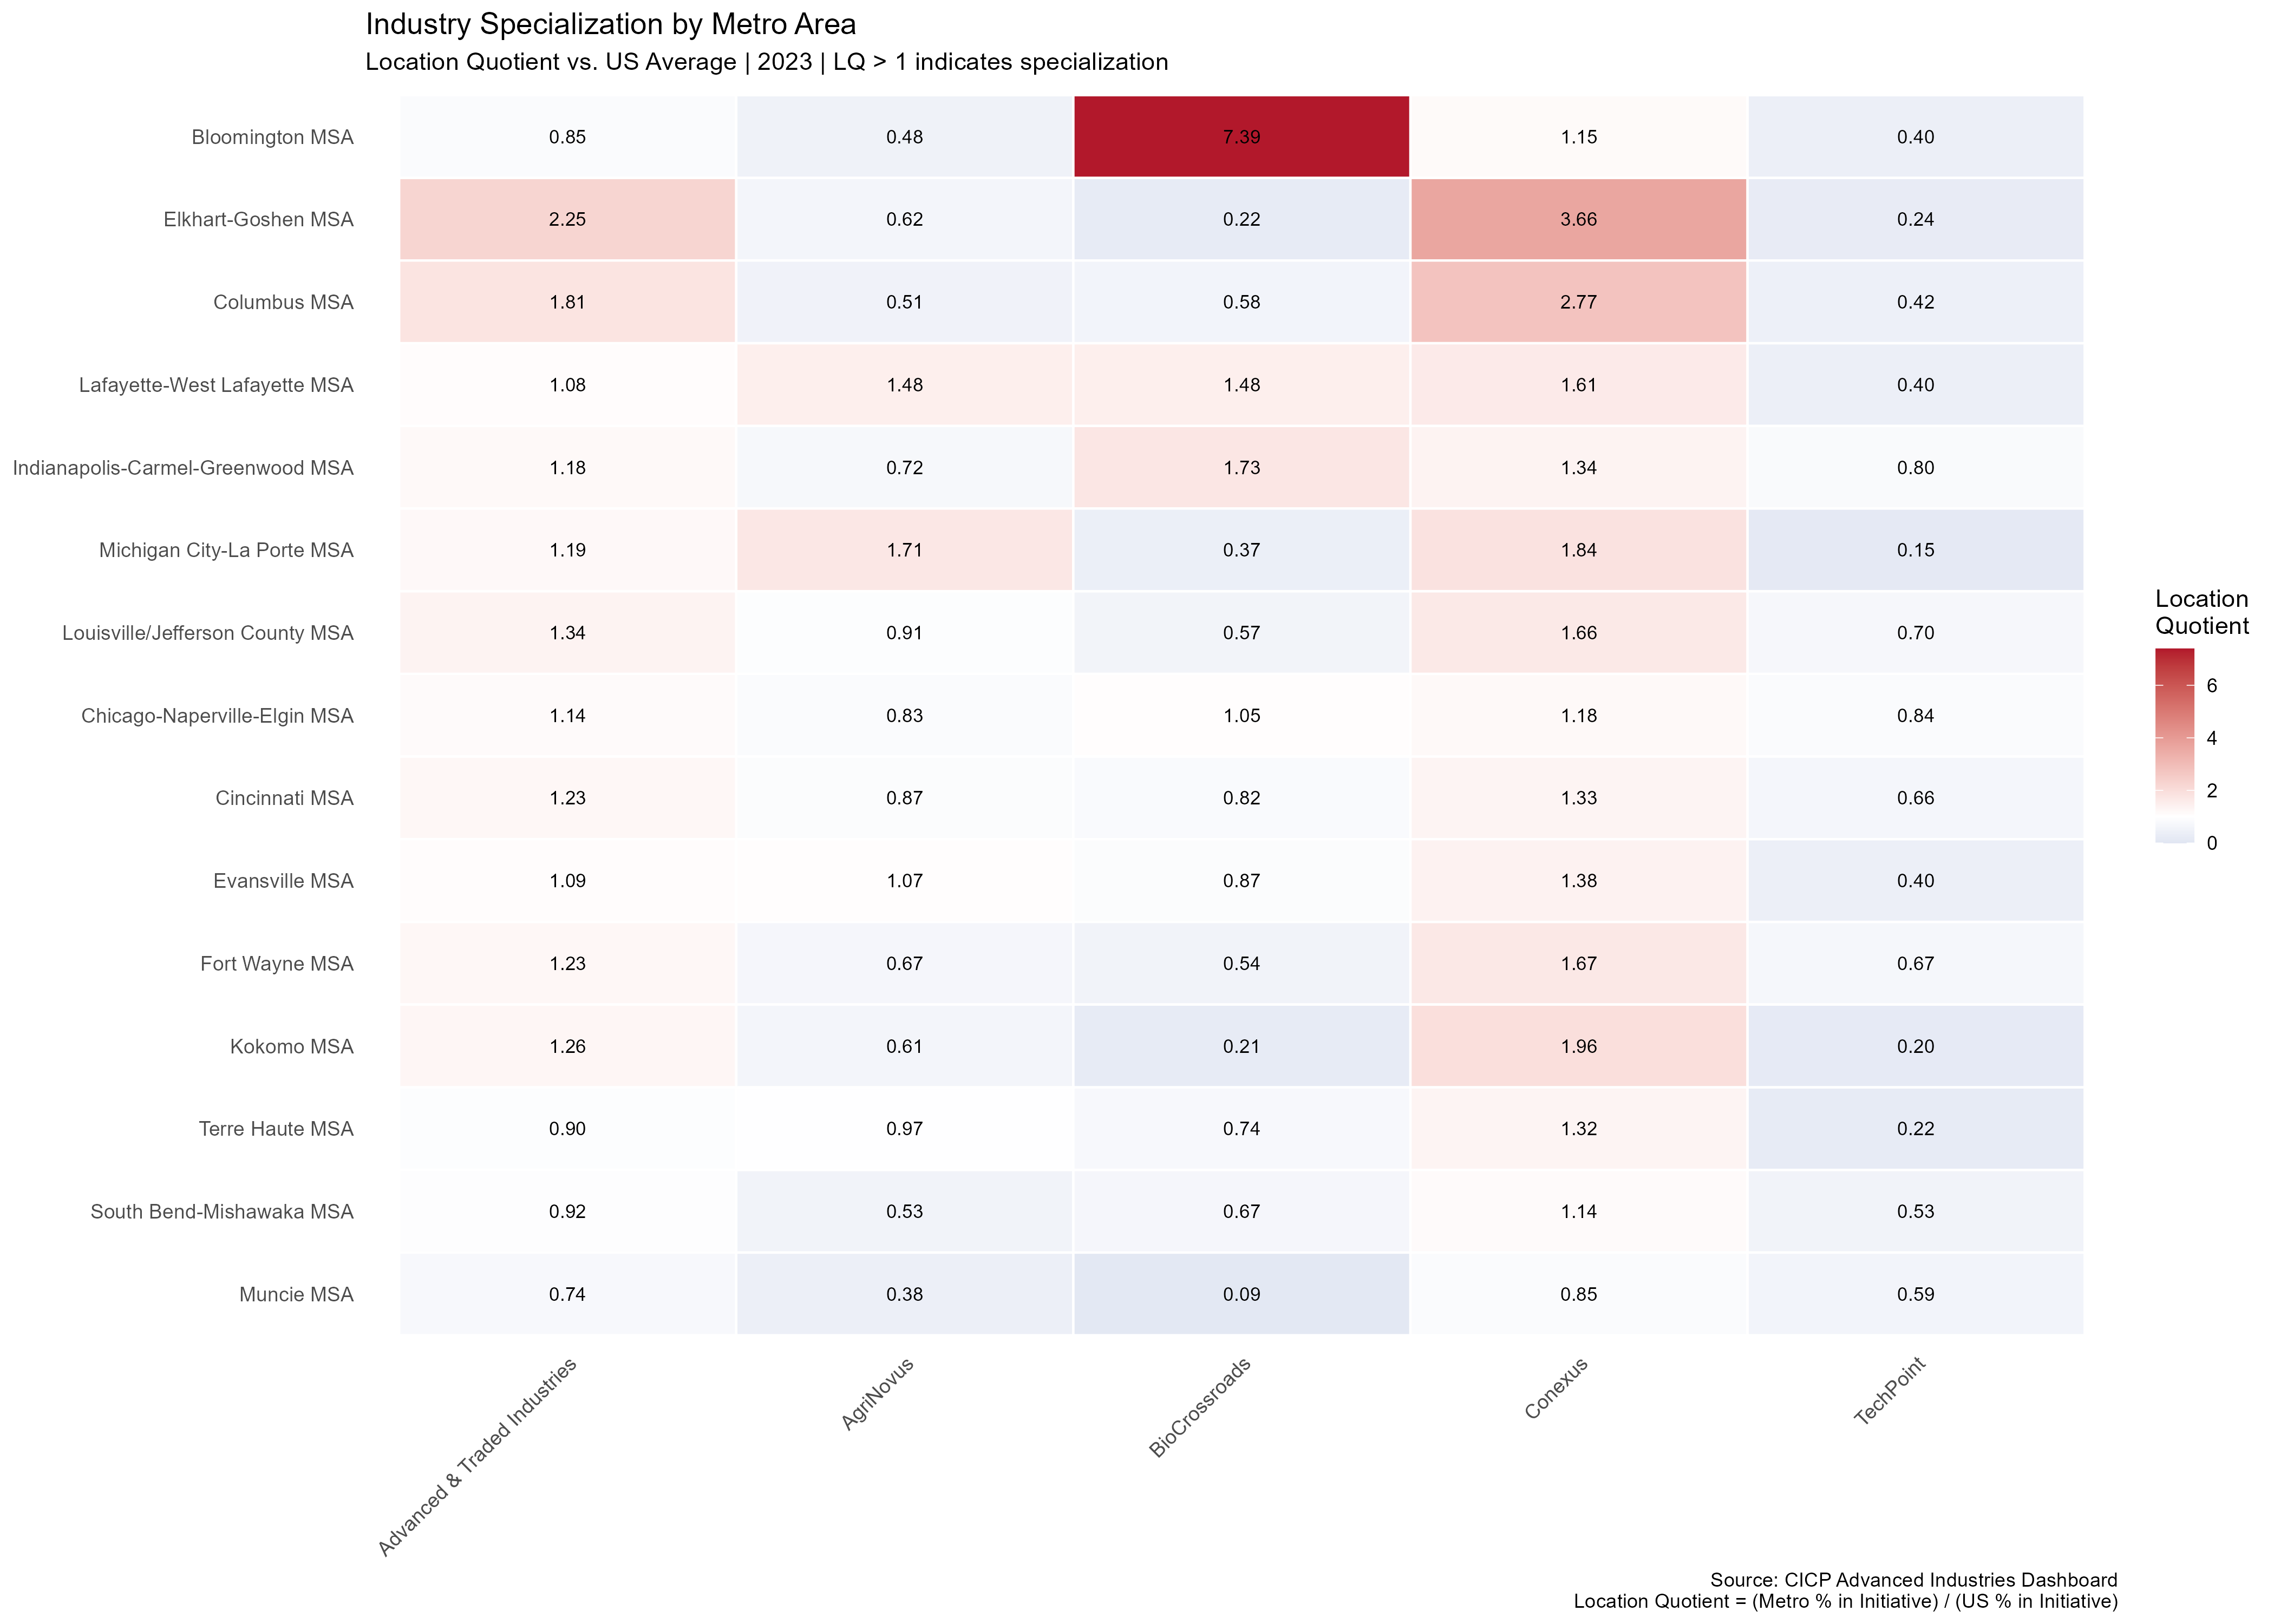 Industry Specialization by Metro Area
Location Quotient vs. US Average | 2023 | LQ > 1 indicates specialization
Bloomington MSA 0.85 0.48 7.39 1.15 0.40
Elkhart-Goshen MSA 2.25 0.62 0.22 3.66 0.24
Columbus MSA 1.81 0.51 0.58 2.77 0.42
Lafayette-West Lafayette MSA 1.08 1.48 1.48 1.61 0.40
Indianapolis-Carmel-Greenwood MSA 1.18 0.72 1.73 1.34 0.80
Michigan City-La Porte MSA 1.19 1.71 0.37 1.84 0.15
Louisville/Jefferson County MSA 1.34 0.91 0.57 1.66 0.70
Chicago-Naperville-Elgin MSA 1.14 0.83 1.05 1.18 0.84
Cincinnati MSA 1.23 0.87 0.82 1.33 0.66
Evansville MSA 1.09 1.07 0.87 1.38 0.40
Fort Wayne MSA 1.23 0.67 0.54 1.67 0.67
Kokomo MSA 1.26 0.61 0.21 1.96 0.20
Terre Haute MSA 0.90 0.97 0.74 1.32 0.22
South Bend-Mishawaka MSA 0.92 0.53 0.67 1.14 0.53
Muncie MSA 0.74 0.38 0.09 0.85 0.59
Advanced & Traded Industries
AgriNovus
BioCrossroads
Conexus
TechPoint
Location
Quotient
6
4
2
0
Source: CICP Advanced Industries Dashboard
Location Quotient = (Metro % in Initiative) / (US % in Initiative)